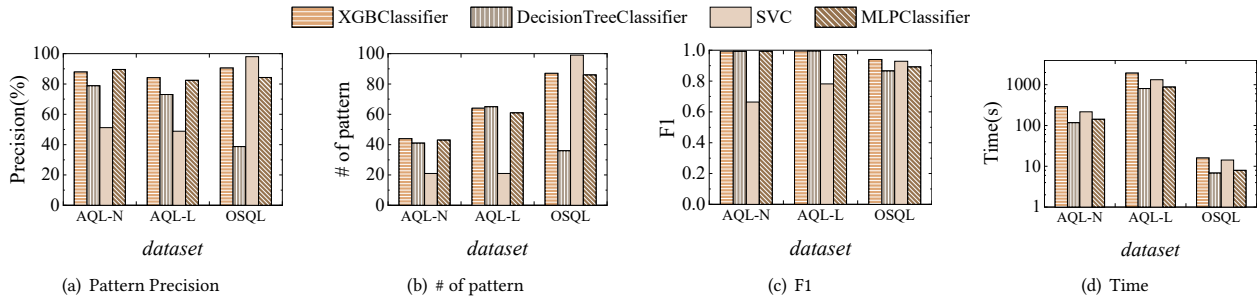 XGBClassifier DecisionTreeClassifier SVC MLPClassifier
Precision(%)
100
80
60
40
20
0
AQL-N AQL-L OSQL
dataset
(a) Pattern Precision
# of pattern
100
80
60
40
20
0
AQL-N AQL-L OSQL
dataset
(b) # of pattern
F1
1.0
0.8
0.6
0.4
0.2
0.0
AQL-N AQL-L OSQL
dataset
(c) F1
Time(s)
1000
100
10
1
AQL-N AQL-L OSQL
dataset
(d) Time